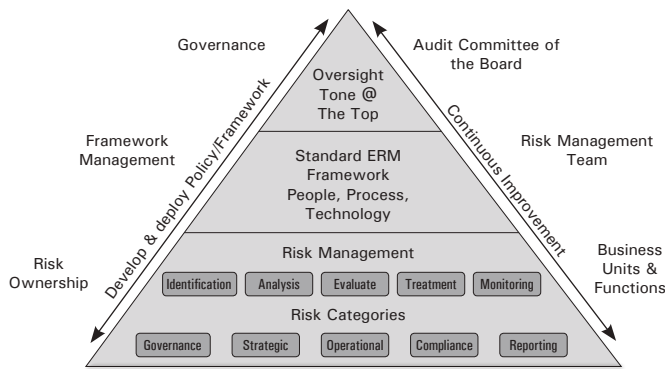 Governance
Audit Committee of
the Board
Oversight
Tone @
The Top
Develop & deploy Policy/Framework
Continuous Improvement
Framework
Management
Risk Management
Team
Standard ERM
Framework
People, Process,
Technology
Risk
Ownership
Business
Units &
Functions
Risk Management
Identification
Analysis
Evaluate
Treatment
Monitoring
Risk Categories
Governance
Strategic
Operational
Compliance
Reporting